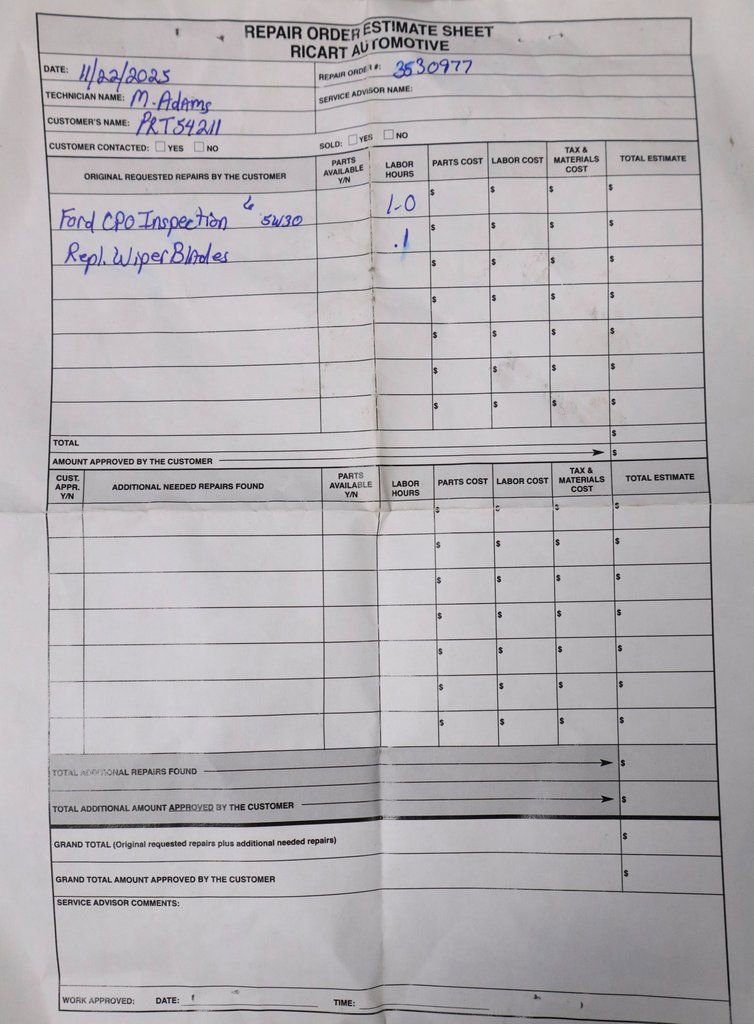 REPAIR ORDER ESTIMATE SHEET
RICART AUTOMOTIVE
DATE: 11/22/2025 REPAIR ORDER #: 3530977
TECHNICIAN NAME: M. Adams SERVICE ADVISOR NAME:
CUSTOMER'S NAME: PRT54211
CUSTOMER CONTACTED: ☐ YES ☐ NO SOLD: ☐ YES ☐ NO
ORIGINAL REQUESTED REPAIRS BY THE CUSTOMER PARTS AVAILABLE Y/N LABOR HOURS PARTS COST LABOR COST TAX & MATERIALS COST TOTAL ESTIMATE
Ford CPO Inspection 6 5W30 1.0 $ $ $ $
Repl. Wiper Blades .1 $ $ $ $
$ $ $ $
$ $ $ $
$ $ $ $
$ $ $ $
$ $ $ $
TOTAL $
AMOUNT APPROVED BY THE CUSTOMER $
CUST. APPR. Y/N ADDITIONAL NEEDED REPAIRS FOUND PARTS AVAILABLE Y/N LABOR HOURS PARTS COST LABOR COST TAX & MATERIALS COST TOTAL ESTIMATE
$ $ $ $
$ $ $ $
$ $ $ $
$ $ $ $
$ $ $ $
$ $ $ $
$ $ $ $
TOTAL ADDITIONAL REPAIRS FOUND $
TOTAL ADDITIONAL AMOUNT APPROVED BY THE CUSTOMER $
GRAND TOTAL (Original requested repairs plus additional needed repairs) $
GRAND TOTAL AMOUNT APPROVED BY THE CUSTOMER $
SERVICE ADVISOR COMMENTS:
WORK APPROVED: DATE: TIME: